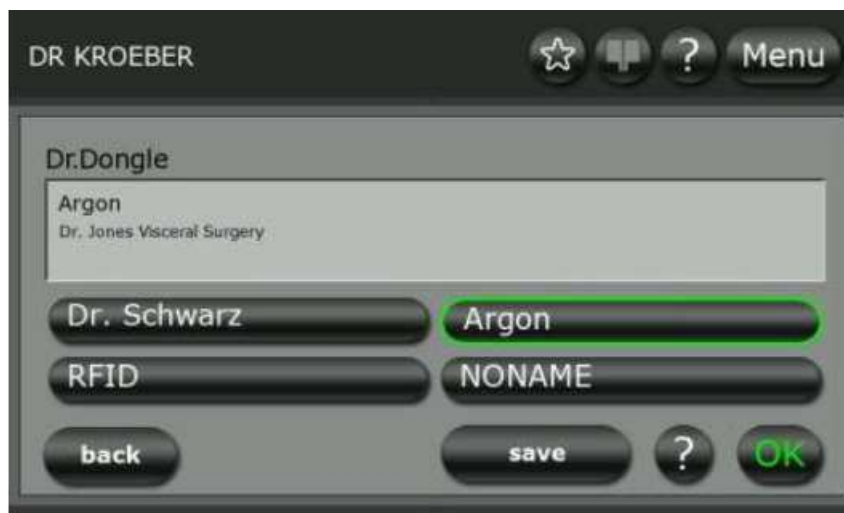 DR KROEBER ? Menu
Dr.Dongle
Argon
Dr. Jones Visceral Surgery
Dr. Schwarz Argon
RFID NONAME
back save ? OK